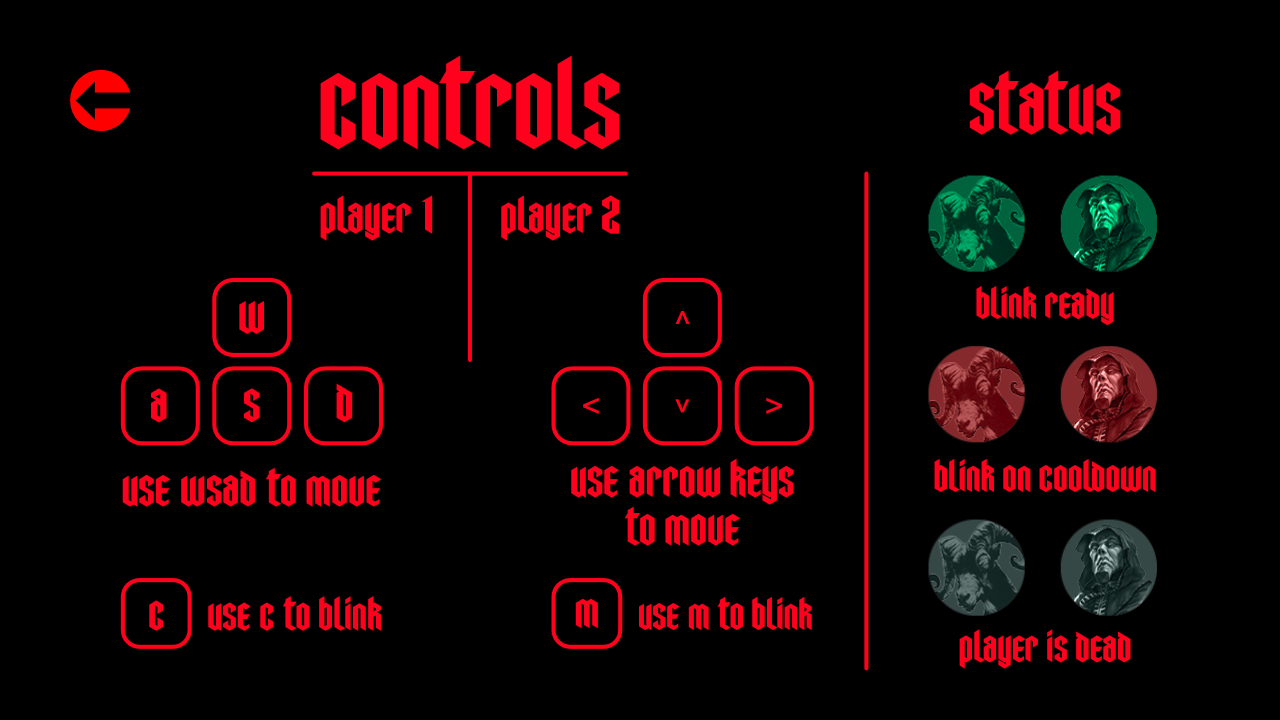 controls
player 1
player 2
w
a s d
use wsad to move
c
use c to blink
^
< v >
use arrow keys
to move
m
use m to blink
status
blink ready
blink on cooldown
player is dead